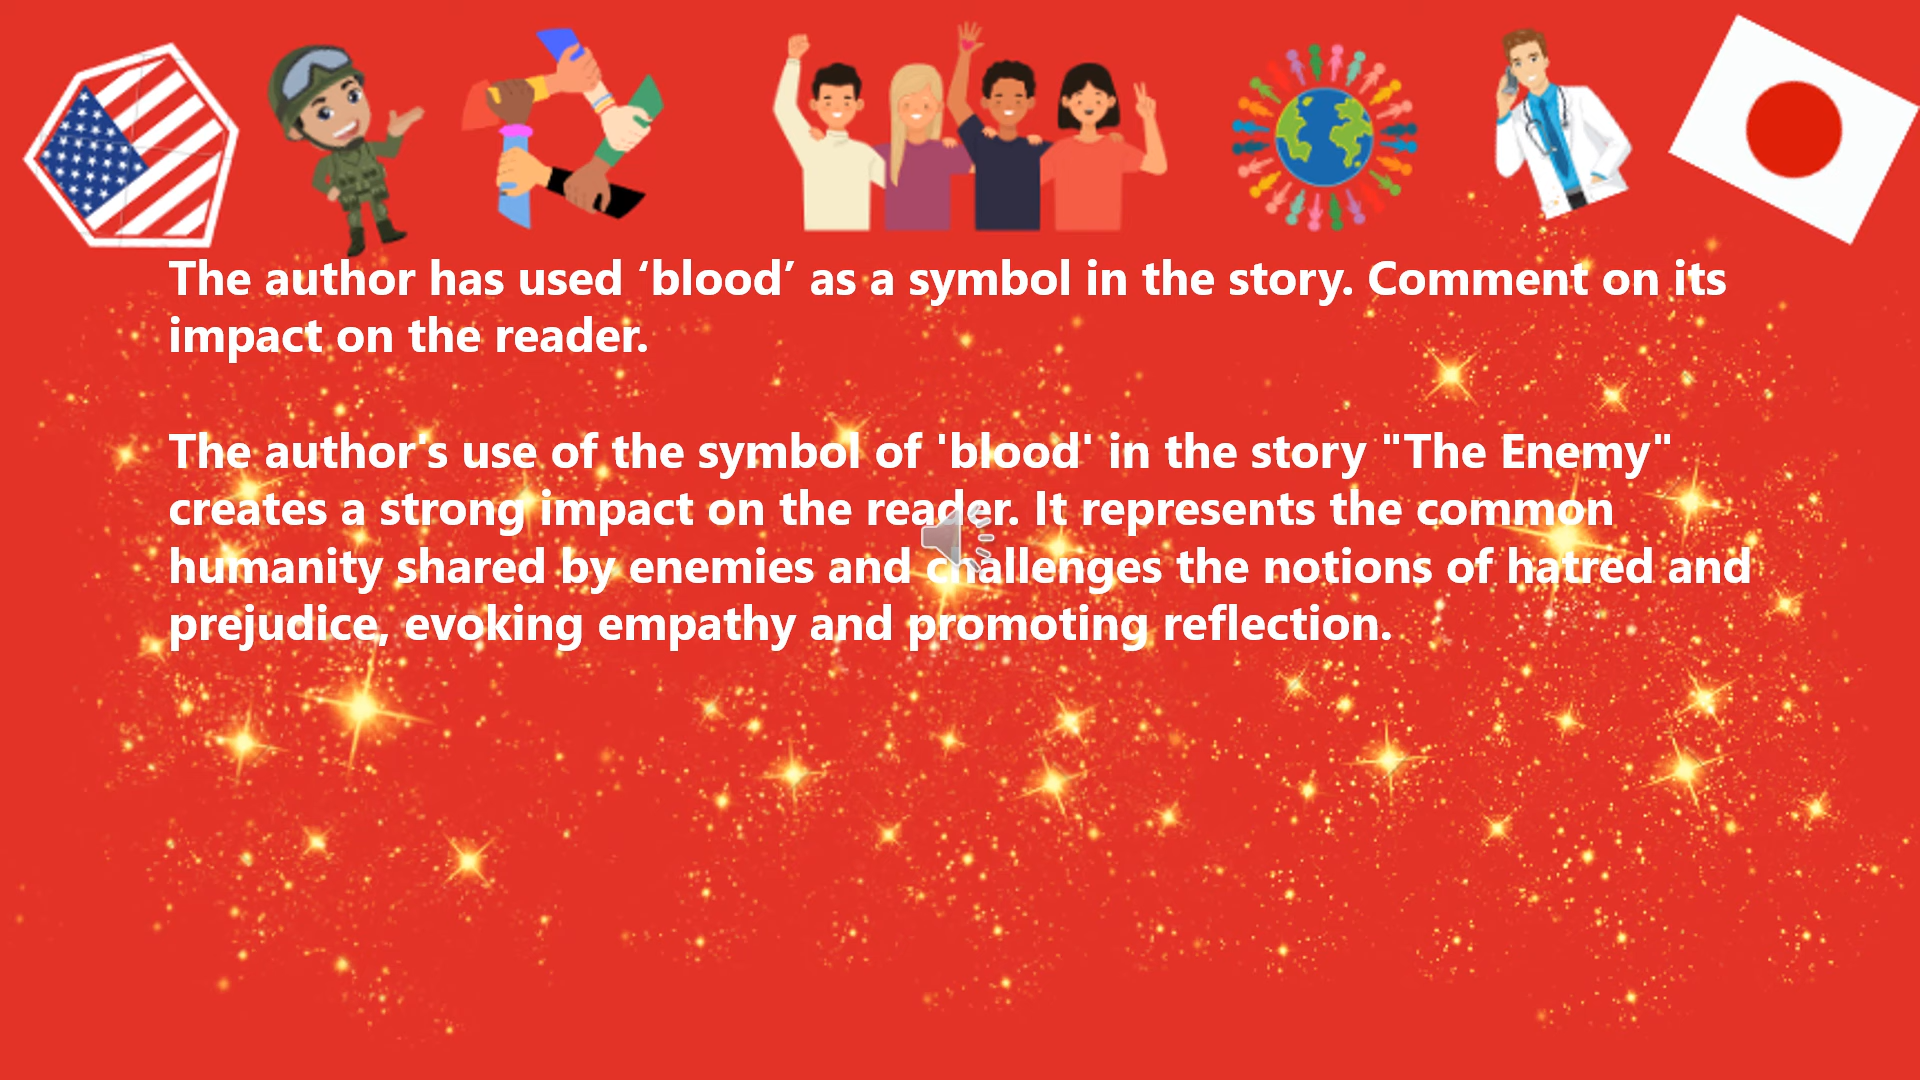 The author has used ‘blood’ as a symbol in the story. Comment on its
impact on the reader.
The author's use of the symbol of 'blood' in the story "The Enemy"
creates a strong impact on the reader. It represents the common
humanity shared by enemies and challenges the notions of hatred and
prejudice, evoking empathy and promoting reflection.